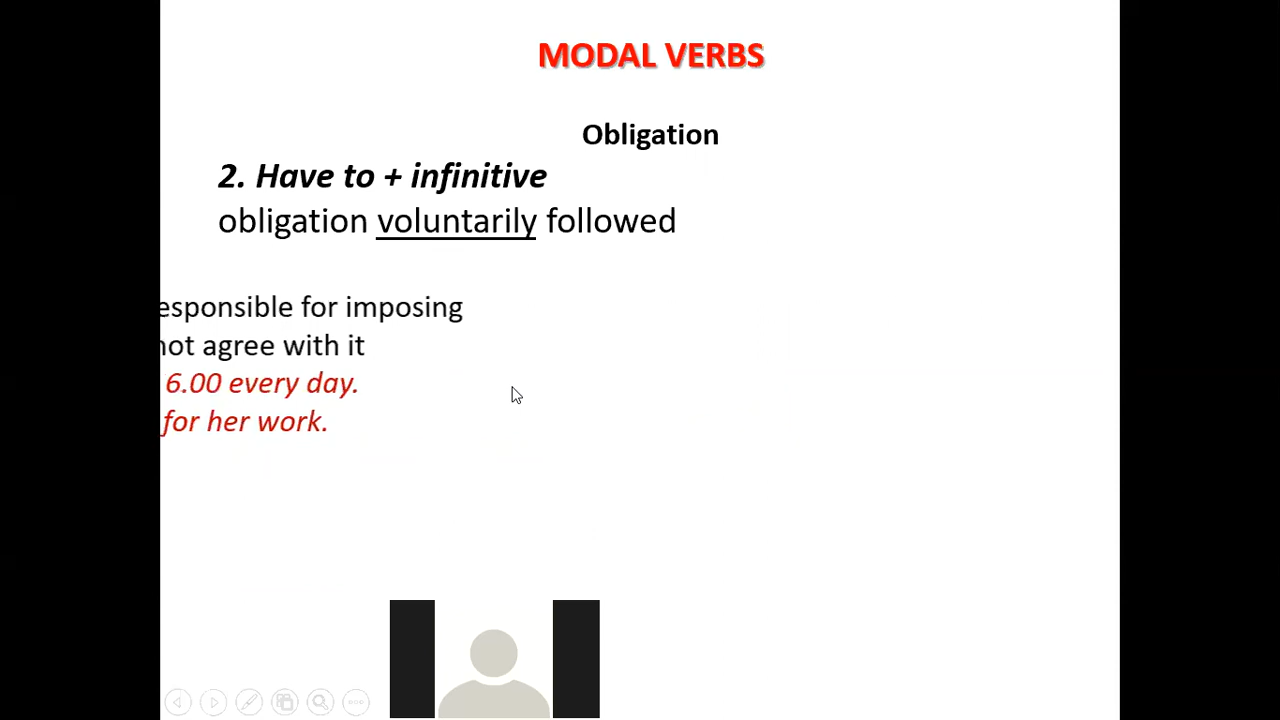 MODAL VERBS
Obligation
2. Have to + infinitive
obligation voluntarily followed
for imposing
not agree with it
6.00 every day.
for her work.